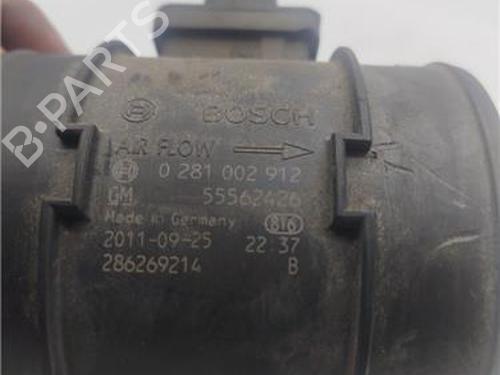 BOSCH
AIR FLOW
0 281 002 912
GM 55562426
Made in Germany 816
2011-09-25 22 37
286269214 B
B-PARTS